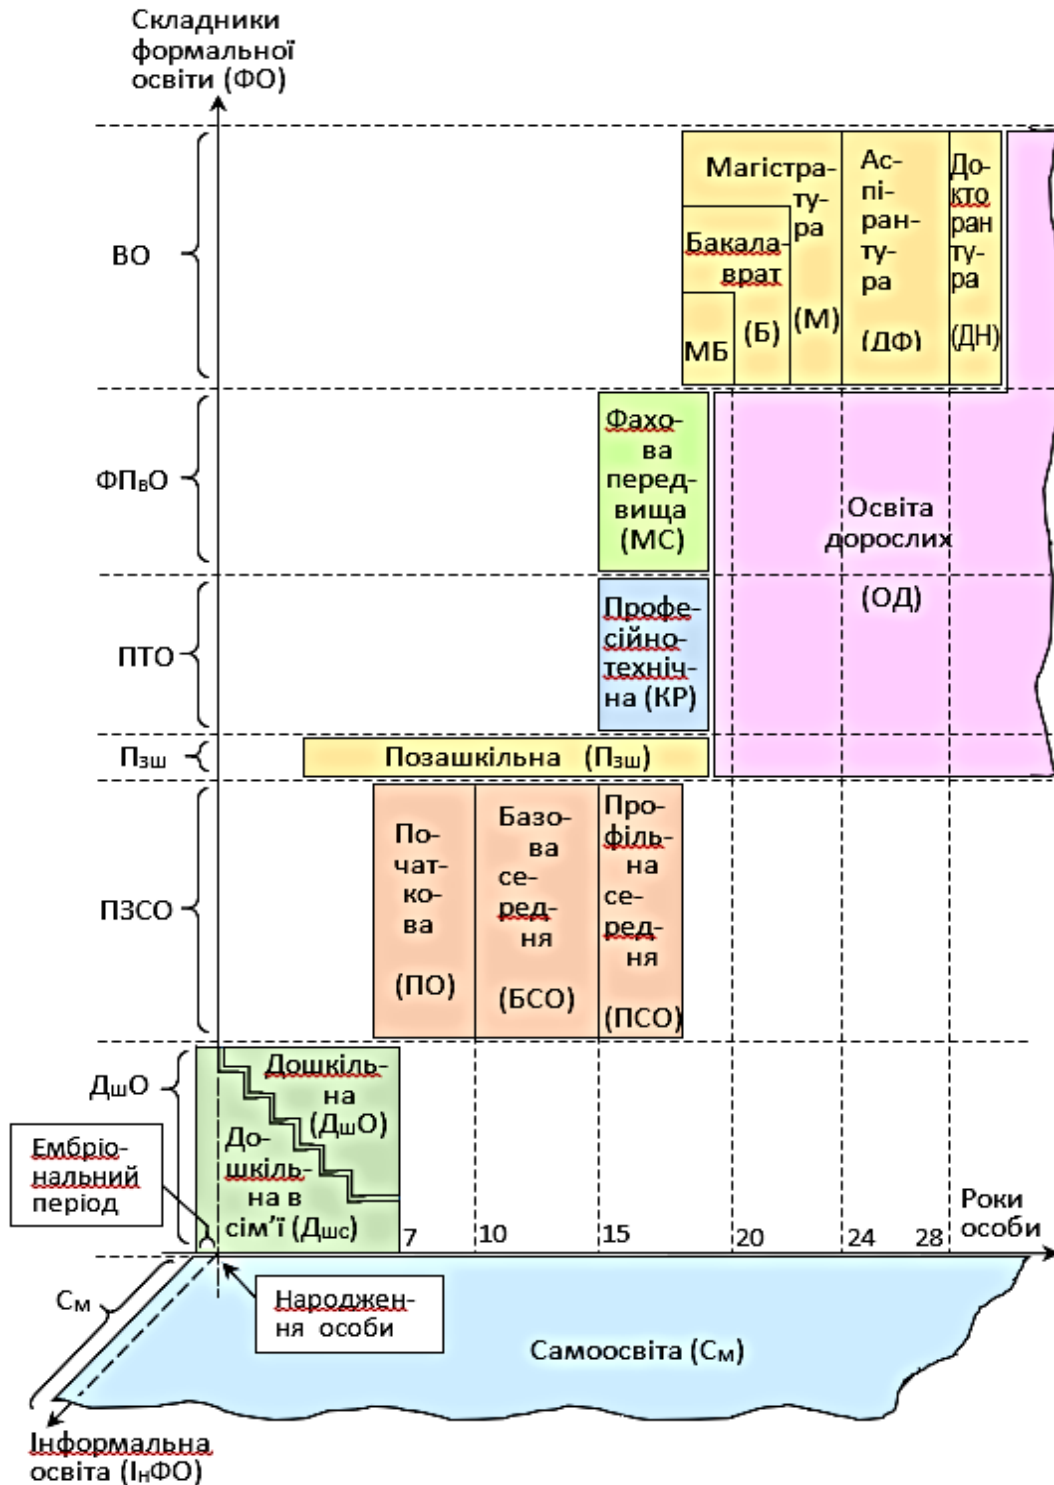 Складники
формальної
освіти (ФО)
ВО
Магістра-
ту-
ра
(М)
Бакала-
врат
(Б)
МБ
Ас-
пі-
ран-
ту-
ра
(ДФ)
До-
кто
ран
ту-
ра
(ДН)
ФПвО
Фахо-
ва
перед-
вища
(МС)
Освіта
дорослих
(ОД)
ПТО
Профе-
сійно-
техніч-
на (КР)
Пзш
Позашкільна (Пзш)
ПЗСО
По-
чат-
ко-
ва
(ПО)
Базо-
ва
се-
ред-
ня
(БСО)
Про-
філь-
на
се-
ред-
ня
(ПСО)
ДшО
Дошкіль-
на
(ДшО)
До-
шкіль-
на в
сім’ї (Дшс)
Ембріо-
нальний
період
7
10
15
20
24
28
Роки
особи
См
Народжен-
ня особи
Самоосвіта (См)
Інформальна
освіта (ІнФО)